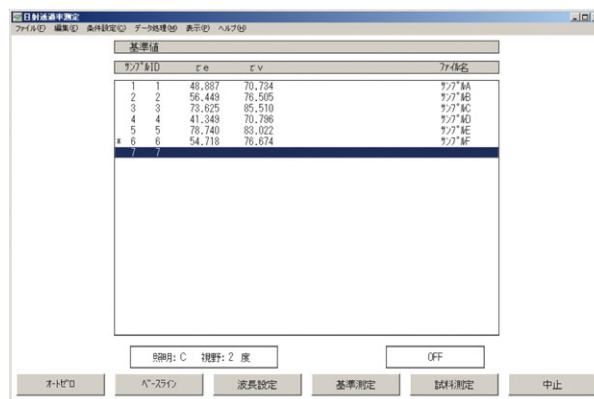 日射透過率測定
ファイル(F) 編集(E) 条件設定(C) データ処理(M) 表示(P) ヘルプ(H)
基準値
ｻﾝﾌﾟﾙID τe τv ﾌｧｲﾙ名
1 1 48.887 70.734 ｻﾝﾌﾟﾙA
2 2 56.449 76.505 ｻﾝﾌﾟﾙB
3 3 73.625 85.510 ｻﾝﾌﾟﾙC
4 4 41.349 70.796 ｻﾝﾌﾟﾙD
5 5 78.740 83.022 ｻﾝﾌﾟﾙE
* 6 6 54.718 76.674 ｻﾝﾌﾟﾙF
7 7
照明: C 視野: 2 度 OFF
ｵｰﾄｾﾞﾛ ﾍﾞｰｽﾗｲﾝ 波長設定 基準測定 試料測定 中止